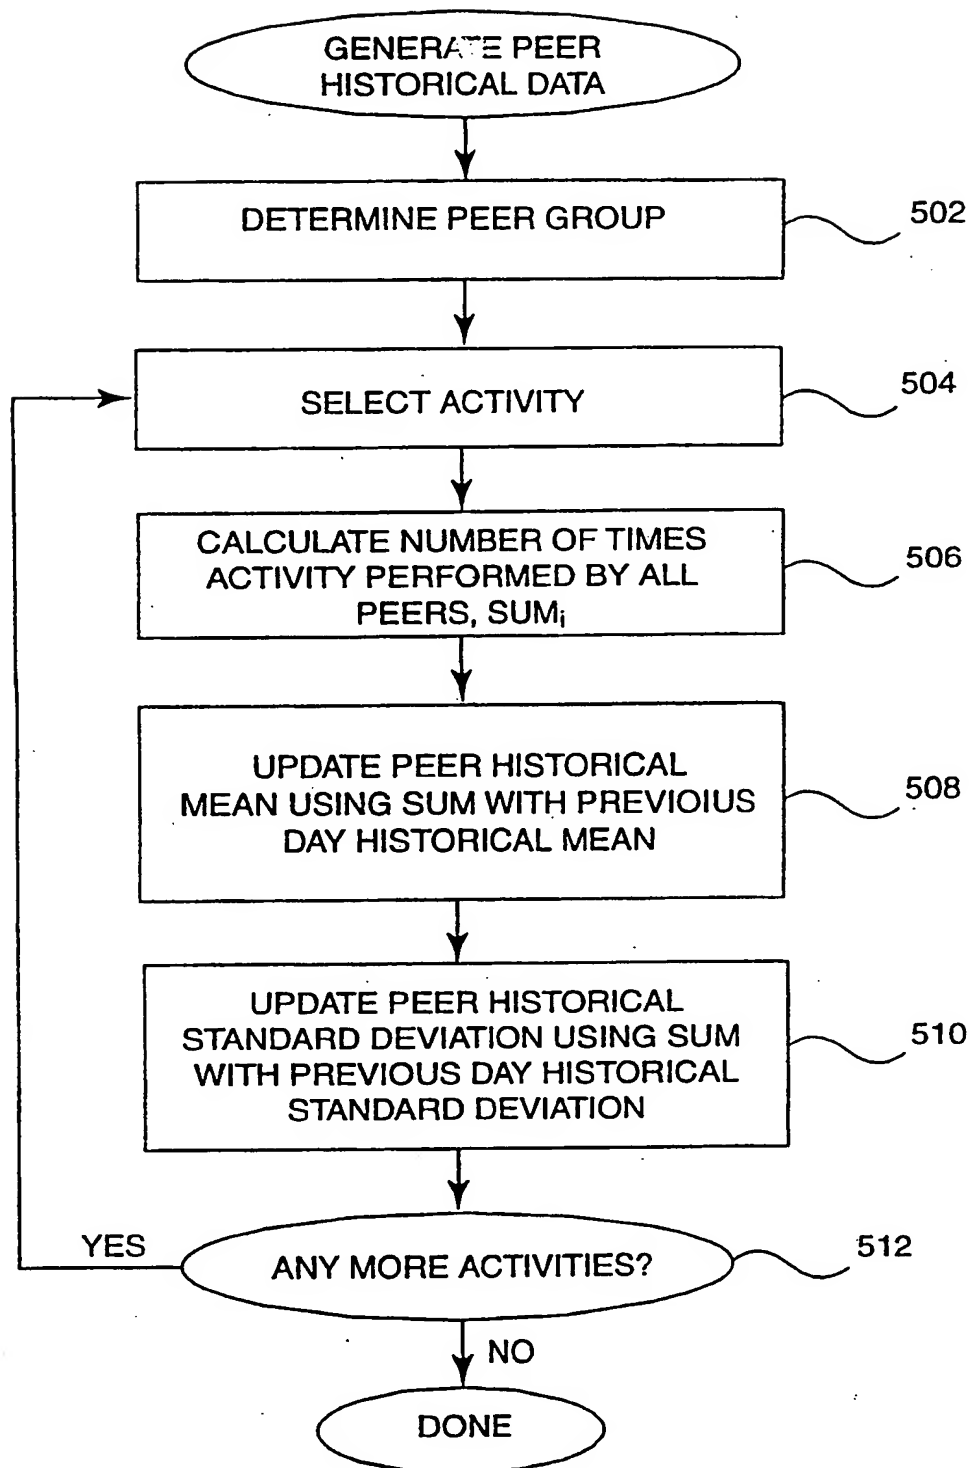 GENERATE PEER
HISTORICAL DATA
DETERMINE PEER GROUP
502
SELECT ACTIVITY
504
CALCULATE NUMBER OF TIMES
ACTIVITY PERFORMED BY ALL
PEERS, SUMi
506
UPDATE PEER HISTORICAL
MEAN USING SUM WITH PREVIOIUS
DAY HISTORICAL MEAN
508
UPDATE PEER HISTORICAL
STANDARD DEVIATION USING SUM
WITH PREVIOUS DAY HISTORICAL
STANDARD DEVIATION
510
YES
ANY MORE ACTIVITIES?
512
NO
DONE